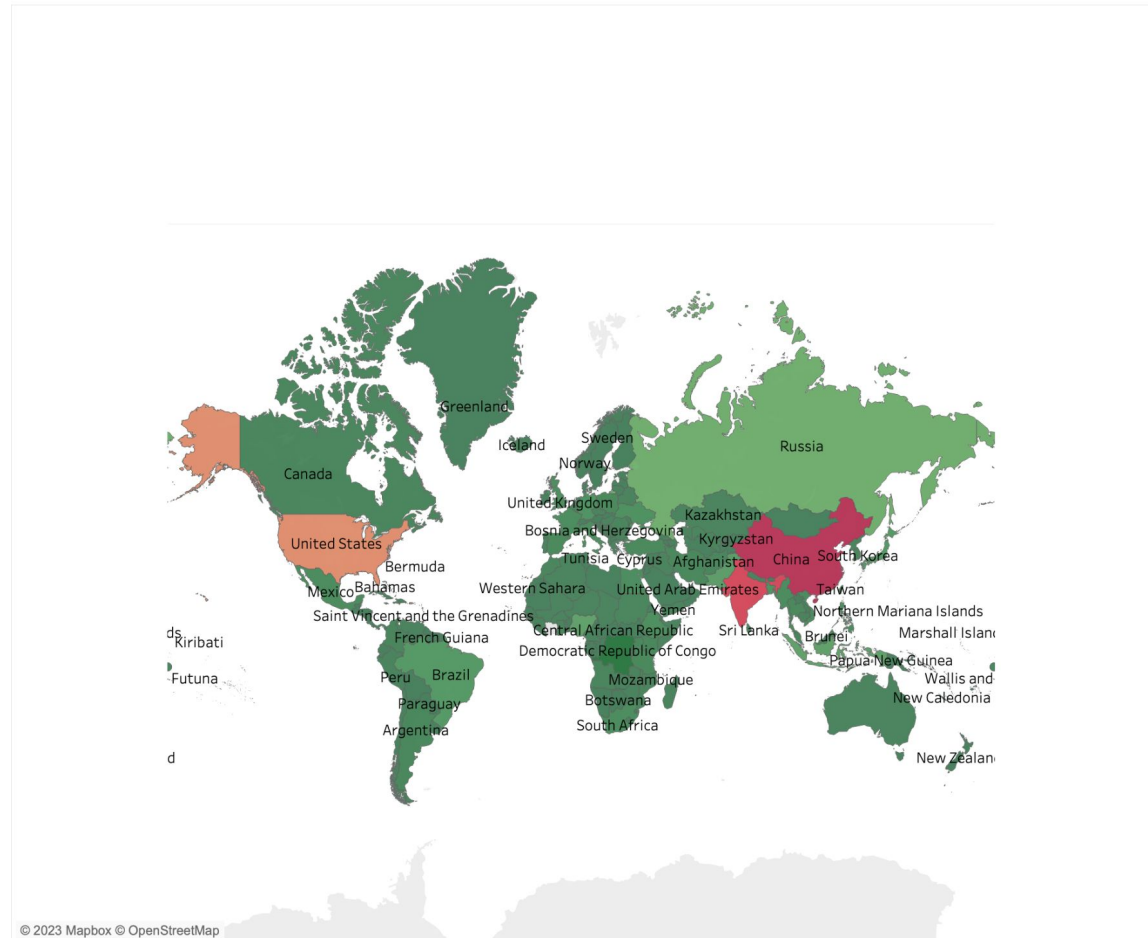 Greenland
Sweden
Iceland
Russia
Norway
Canada
United Kingdom
Kazakhstan
Bosnia and Herzegovina
Kyrgyzstan
United States
Tunisia
Cyprus
Afghanistan
China
South Korea
Bermuda
Mexico
Bahamas
Western Sahara
United Arab Emirates
Taiwan
Yemen
Northern Mariana Islands
Saint Vincent and the Grenadines
Central African Republic
Sri Lanka
Brunei
Marshall Islan
ds
Kiribati
French Guiana
Democratic Republic of Congo
Papua New Guinea
Futuna
Peru
Brazil
Mozambique
Wallis and
Paraguay
Botswana
New Caledonia
Argentina
South Africa
d
New Zealan
© 2023 Mapbox © OpenStreetMap